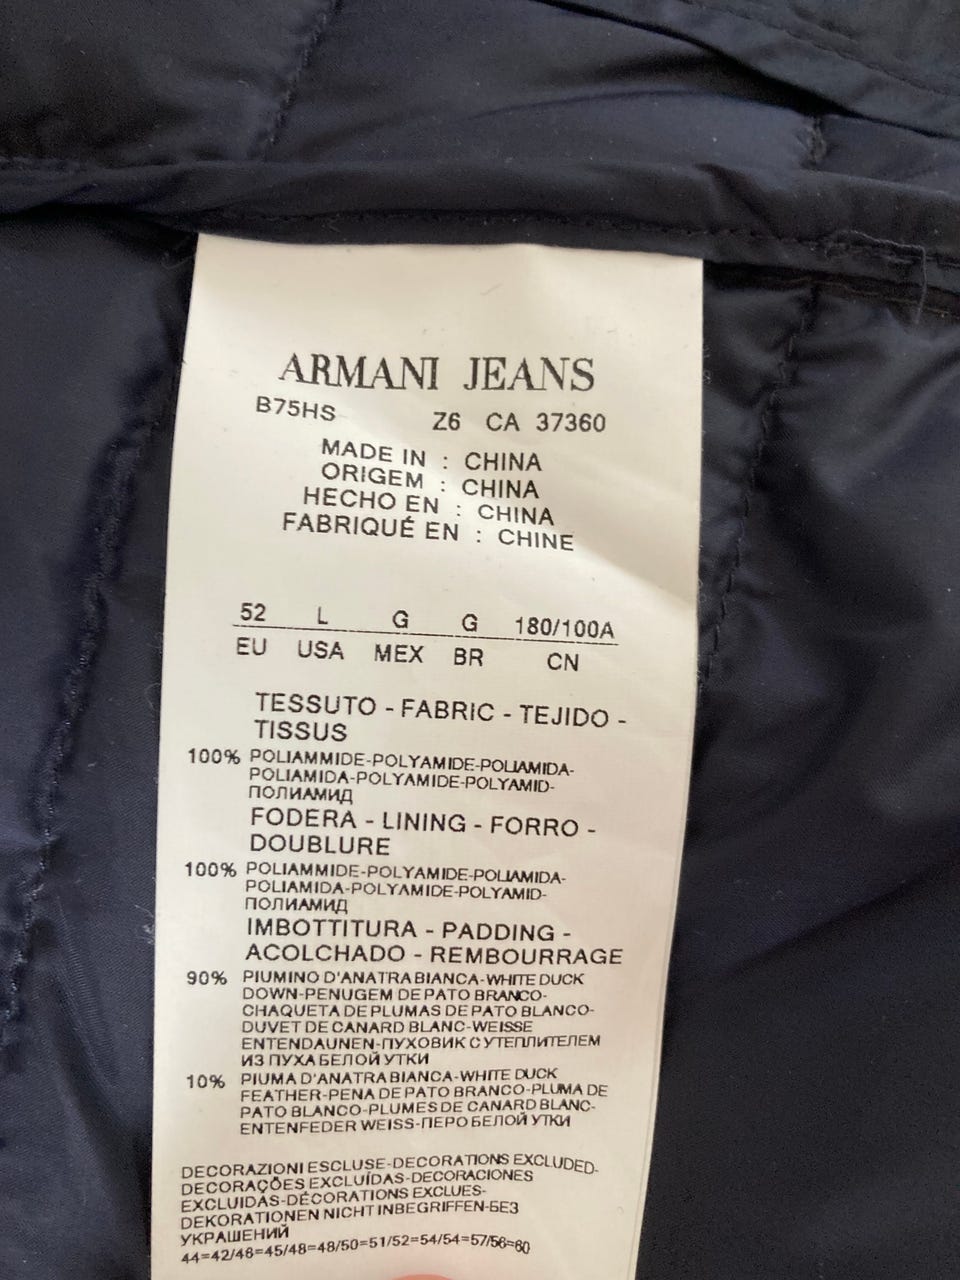 ARMANI JEANS
B75HS Z6 CA 37360
MADE IN : CHINA
ORIGEM : CHINA
HECHO EN : CHINA
FABRIQUÉ EN : CHINE
52 L G G 180/100A
EU USA MEX BR CN
TESSUTO - FABRIC - TEJIDO -
TISSUS
100% POLIAMMIDE-POLYAMIDE-POLIAMIDA-
POLIAMIDA-POLYAMIDE-POLYAMID-
ПОЛИАМИД
FODERA - LINING - FORRO -
DOUBLURE
100% POLIAMMIDE-POLYAMIDE-POLIAMIDA-
POLIAMIDA-POLYAMIDE-POLYAMID-
ПОЛИАМИД
IMBOTTITURA - PADDING -
ACOLCHADO - REMBOURRAGE
90% PIUMINO D'ANATRA BIANCA-WHITE DUCK
DOWN-PENUGEM DE PATO BRANCO-
CHAQUETA DE PLUMAS DE PATO BLANCO-
DUVET DE CANARD BLANC-WEISSE
ENTENDAUNEN-ПУХОВИК С УТЕПЛИТЕЛЕМ
ИЗ ПУХА БЕЛОЙ УТКИ
10% PIUMA D'ANATRA BIANCA-WHITE DUCK
FEATHER-PENA DE PATO BRANCO-PLUMA DE
PATO BLANCO-PLUMES DE CANARD BLANC-
ENTENFEDER WEISS-ПЕРО БЕЛОЙ УТКИ
DECORAZIONI ESCLUSE-DECORATIONS EXCLUDED-
DECORAÇÕES EXCLUÍDAS-DECORACIONES
EXCLUIDAS-DÉCORATIONS EXCLUES-
DEKORATIONEN NICHT INBEGRIFFEN-БЕЗ
УКРАШЕНИЙ
44=42/46=45/48=48/50=51/52=54/54=57/56=60